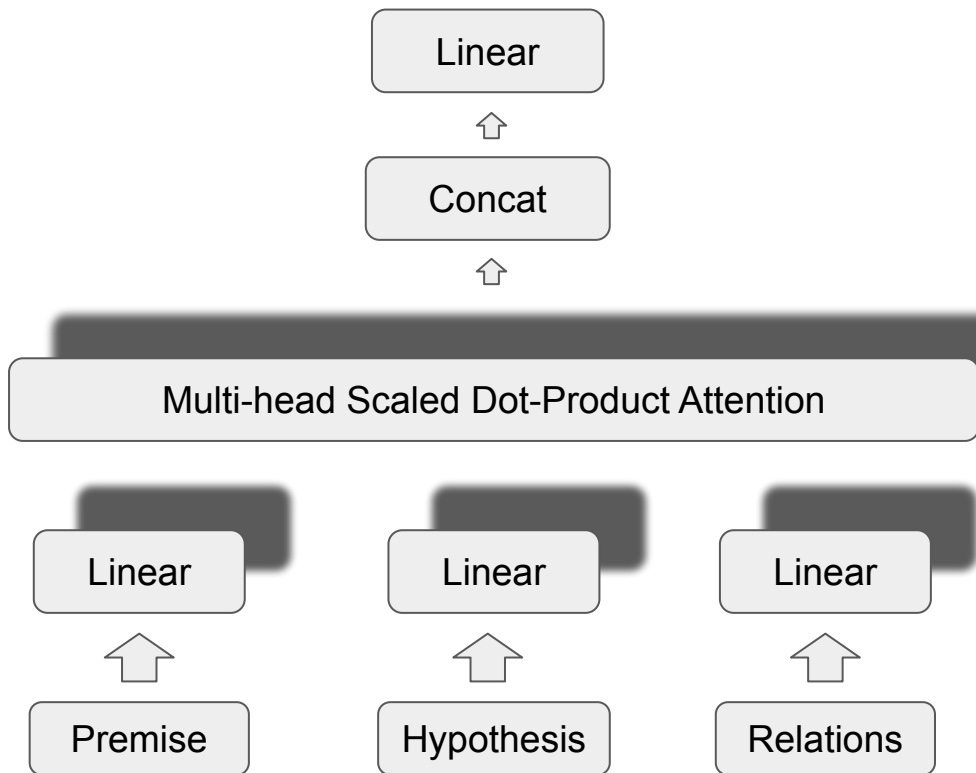 Linear
Concat
Multi-head Scaled Dot-Product Attention
Linear Linear Linear
Premise Hypothesis Relations